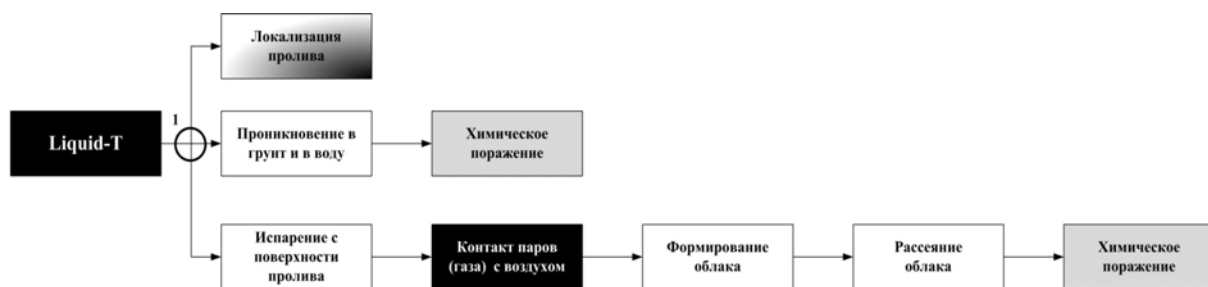 Локализация
пролива
1
Liquid-T
Проникновение в
грунт и в воду
Химическое
поражение
Испарение с
поверхности
пролива
Контакт паров
(газа) с воздухом
Формирование
облака
Рассеяние
облака
Химическое
поражение